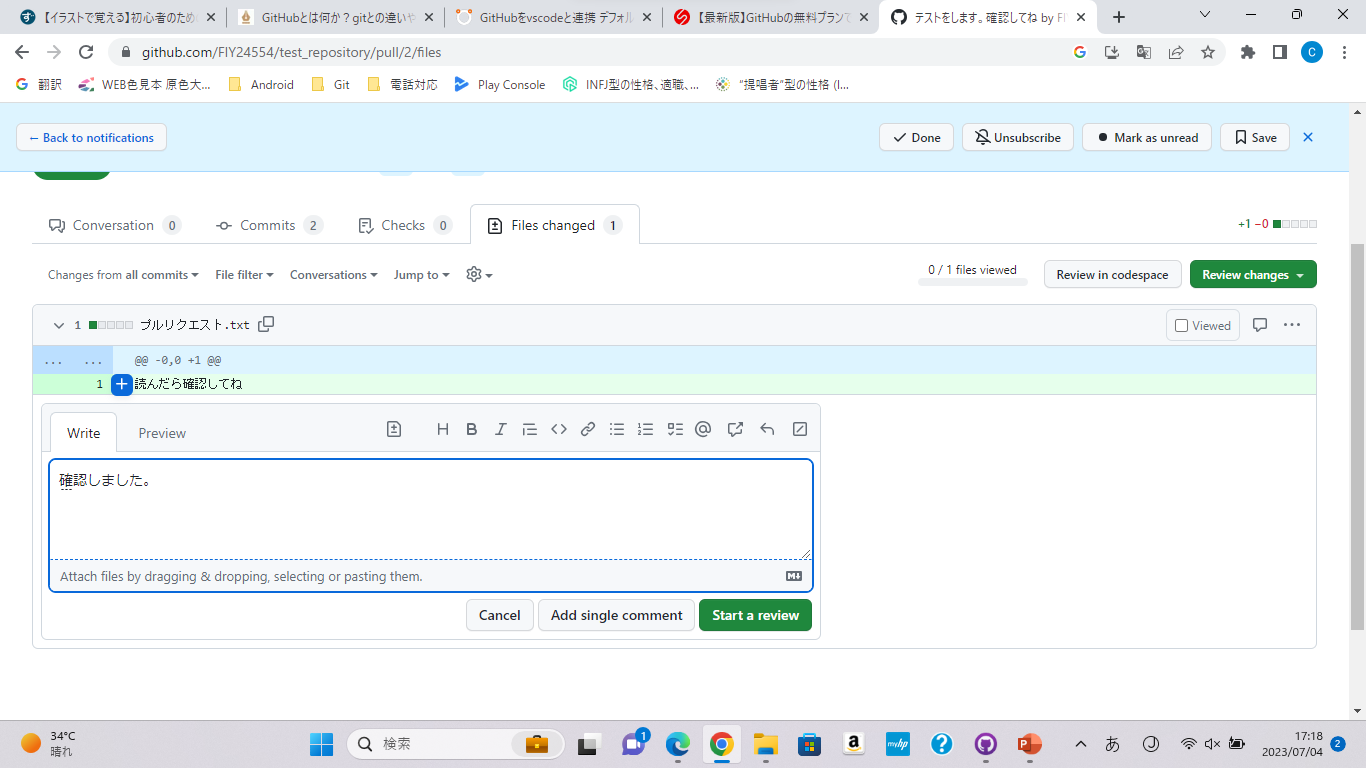 【イラストで覚える】初心者のため
GitHubとは何か？gitとの違いや
GitHubをvscodeと連携 デフォル
【最新版】GitHubの無料プランで
テストをします。確認してね by Fl
github.com/FIY24554/test_repository/pull/2/files
C
翻訳
WEB色見本 原色大...
Android
Git
電話対応
Play Console
INFJ型の性格、適職、...
"提唱者"型の性格 (I...
← Back to notifications
Done
Unsubscribe
Mark as unread
Save
Conversation 0
Commits 2
Checks 0
Files changed 1
+1 −0
Changes from all commits
File filter
Conversations
Jump to
0 / 1 files viewed
Review in codespace
Review changes
1 プルリクエスト.txt
Viewed
... ... @@ -0,0 +1 @@
1 + 読んだら確認してね
Write
Preview
確認しました。
Attach files by dragging & dropping, selecting or pasting them.
Cancel
Add single comment
Start a review
34°C
晴れ
検索
1
a
myhp
?
P
あ
17:18
2023/07/04
2